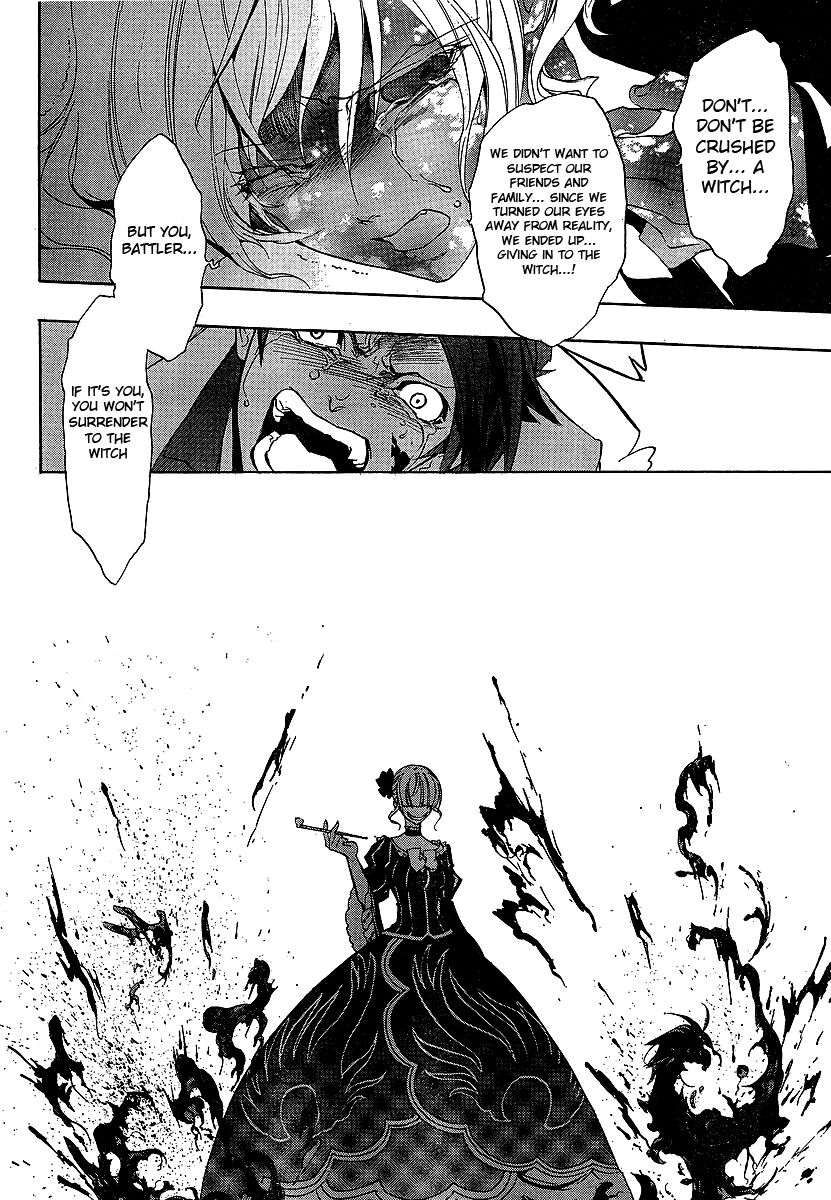 DON'T...
DON'T BE
CRUSHED
BY... A
WITCH...
WE DIDN'T WANT TO
SUSPECT OUR
FRIENDS AND
FAMILY... SINCE WE
TURNED OUR EYES
AWAY FROM REALITY,
WE ENDED UP...
GIVING IN TO THE
WITCH...!
BUT YOU,
BATTLER...
IF IT'S YOU,
YOU WON'T
SURRENDER
TO THE
WITCH